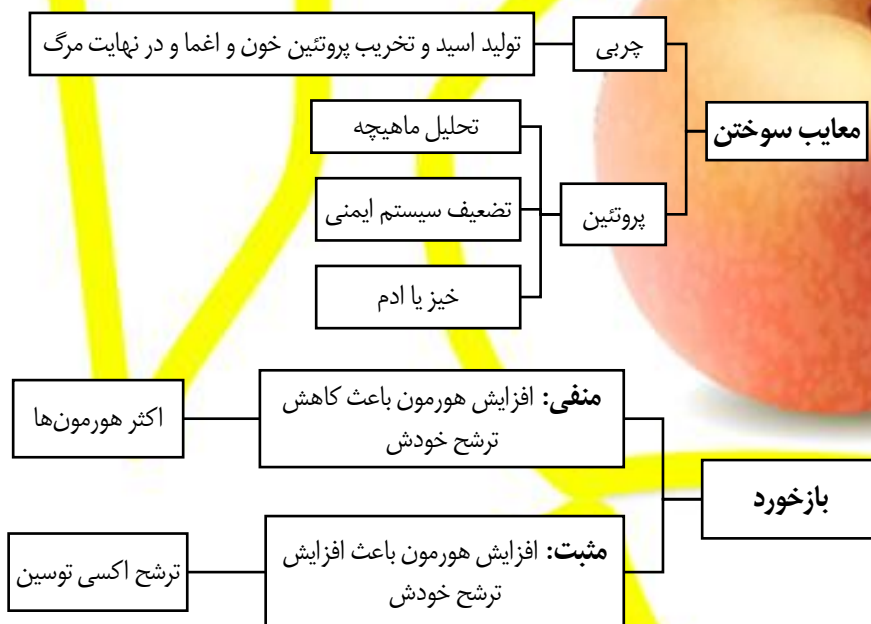 معایب سوختن
چربی
تولید اسید و تخریب پروتئین خون و اغما و در نهایت مرگ
پروتئین
تحلیل ماهیچه
تضعیف سیستم ایمنی
خیز یا ادم
بازخورد
منفی: افزایش هورمون باعث کاهش
ترشح خودش
اکثر هورمون‌ها
مثبت: افزایش هورمون باعث افزایش
ترشح خودش
ترشح اکسی توسین